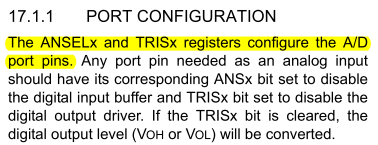 17.1.1 PORT CONFIGURATION
The ANSELx and TRISx registers configure the A/D
port pins. Any port pin needed as an analog input
should have its corresponding ANSx bit set to disable
the digital input buffer and TRISx bit set to disable the
digital output driver. If the TRISx bit is cleared, the
digital output level (VOH or VOL) will be converted.